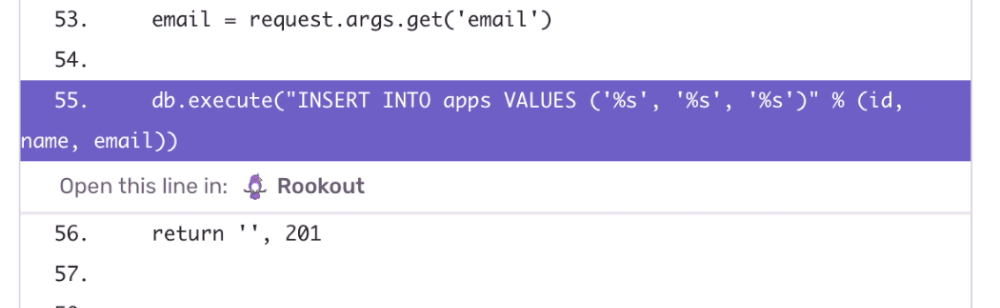 53. email = request.args.get('email')
54.
55. db.execute("INSERT INTO apps VALUES ('%s', '%s', '%s')" % (id,
name, email))
Open this line in: Rookout
56. return '', 201
57.